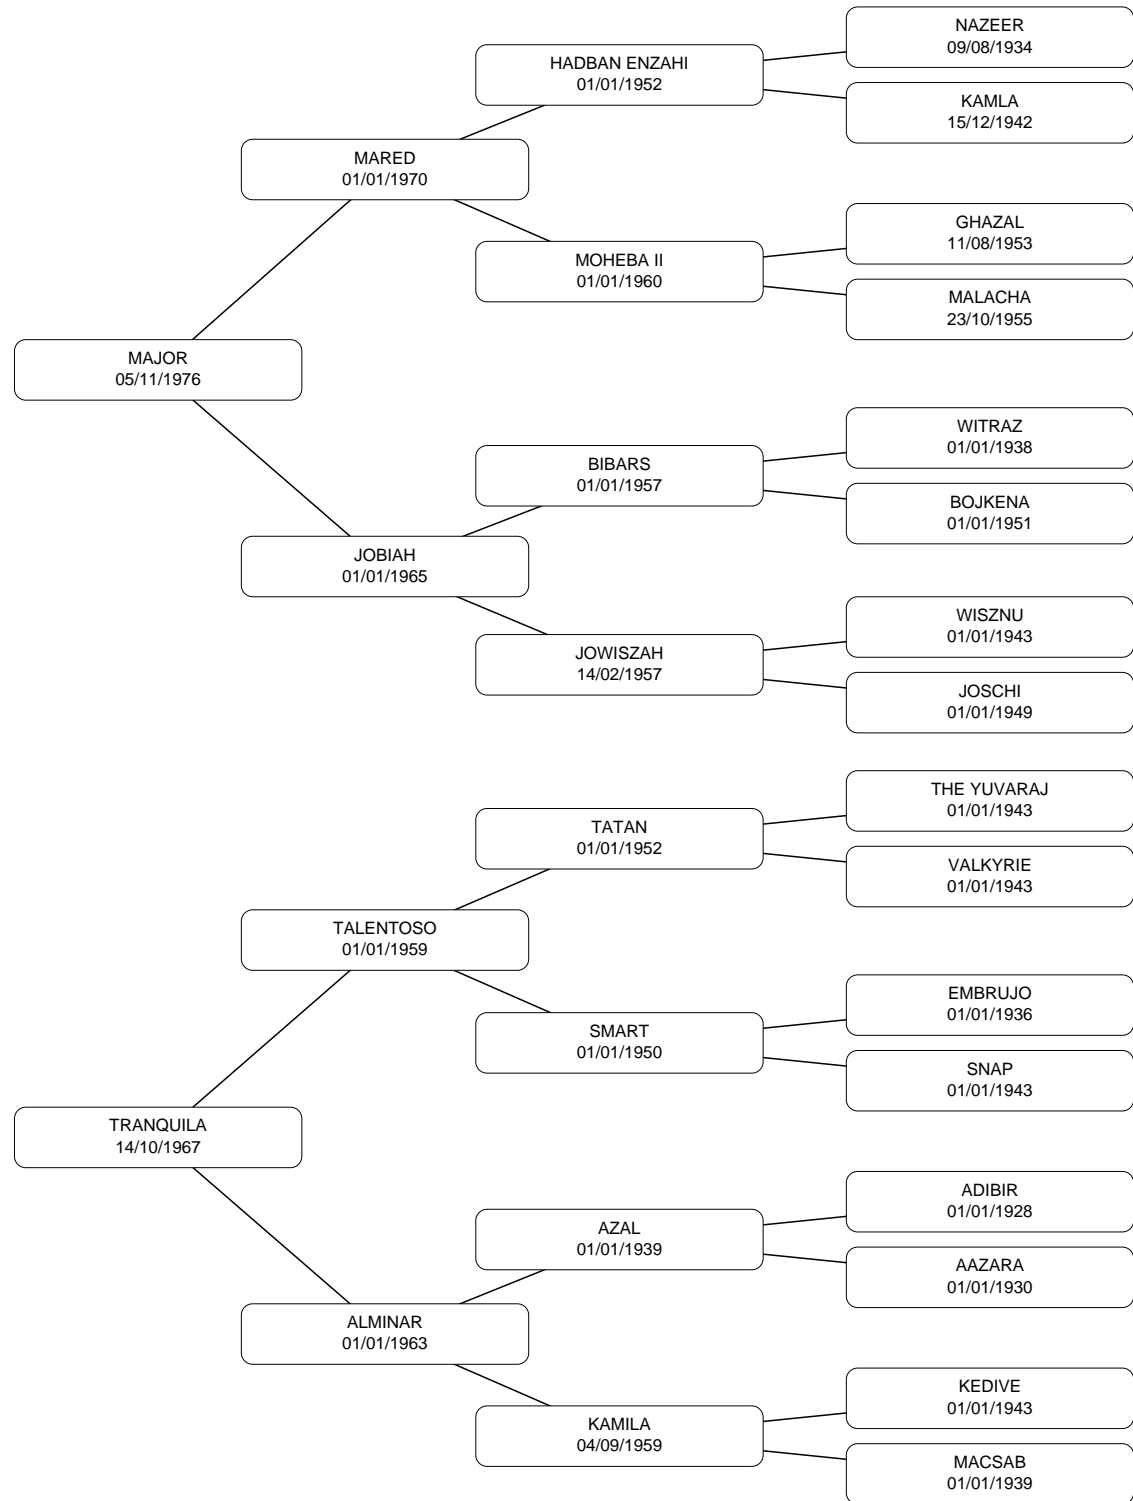 NAZEER
09/08/1934
HADBAN ENZAHI
01/01/1952
KAMLA
15/12/1942
MARED
01/01/1970
GHAZAL
11/08/1953
MOHEBA II
01/01/1960
MALACHA
23/10/1955
MAJOR
05/11/1976
WITRAZ
01/01/1938
BIBARS
01/01/1957
BOJKENA
01/01/1951
JOBIAH
01/01/1965
WISZNU
01/01/1943
JOWISZAH
14/02/1957
JOSCHI
01/01/1949
THE YUVARAJ
01/01/1943
TATAN
01/01/1952
VALKYRIE
01/01/1943
TALENTOSO
01/01/1959
EMBRUJO
01/01/1936
SMART
01/01/1950
SNAP
01/01/1943
TRANQUILA
14/10/1967
ADIBIR
01/01/1928
AZAL
01/01/1939
AAZARA
01/01/1930
ALMINAR
01/01/1963
KEDIVE
01/01/1943
KAMILA
04/09/1959
MACSAB
01/01/1939